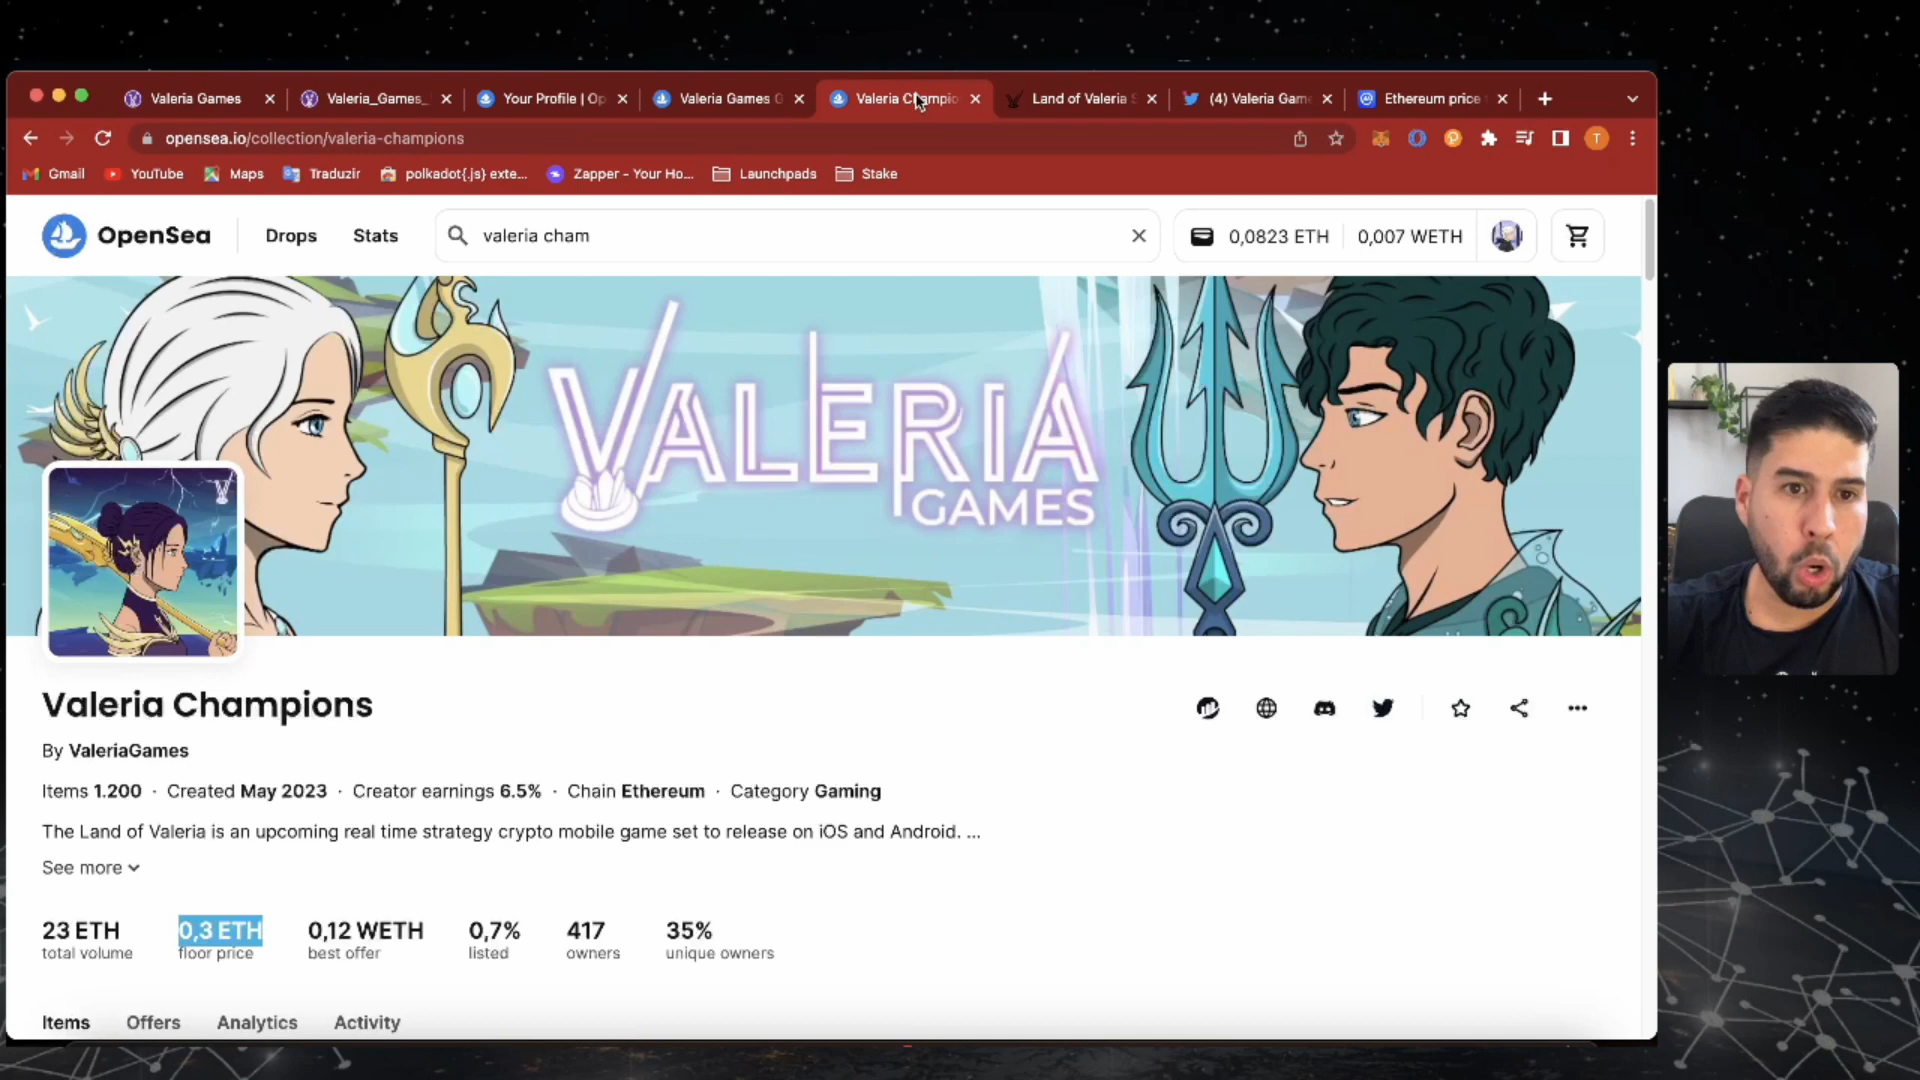 Valeria Games
Valeria_Games_
Your Profile | Op
Valeria Games G
Valeria Champio
Land of Valeria S
(4) Valeria Game
Ethereum price t
opensea.io/collection/valeria-champions
T
Gmail
YouTube
Maps
Traduzir
polkadot{.js} exte...
Zapper - Your Ho...
Launchpads
Stake
OpenSea
Drops
Stats
valeria cham
0,0823 ETH
0,007 WETH
VALERIA
GAMES
Valeria Champions
By ValeriaGames
Items 1.200 · Created May 2023 · Creator earnings 6.5% · Chain Ethereum · Category Gaming
The Land of Valeria is an upcoming real time strategy crypto mobile game set to release on iOS and Android. ...
See more
23 ETH 0,3 ETH 0,12 WETH 0,7% 417 35%
total volume floor price best offer listed owners unique owners
Items Offers Analytics Activity